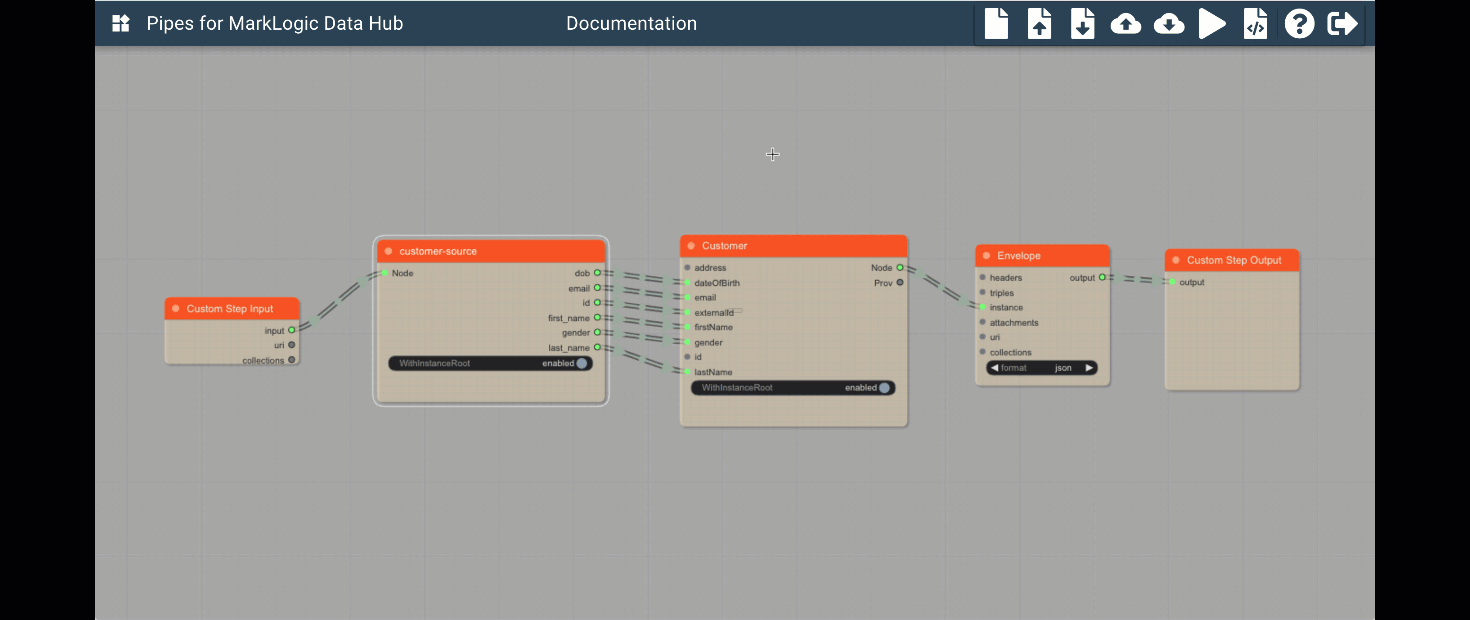 Pipes for MarkLogic Data Hub
Documentation
Custom Step Input
input
uri
collections
customer-source
Node
dob
email
id
first_name
gender
last_name
WithInstanceRoot enabled
Customer
address
dateOfBirth
email
externalId
firstName
gender
id
lastName
Node
Prov
WithInstanceRoot enabled
Envelope
headers
triples
instance
attachments
uri
collections
output
format json
Custom Step Output
output